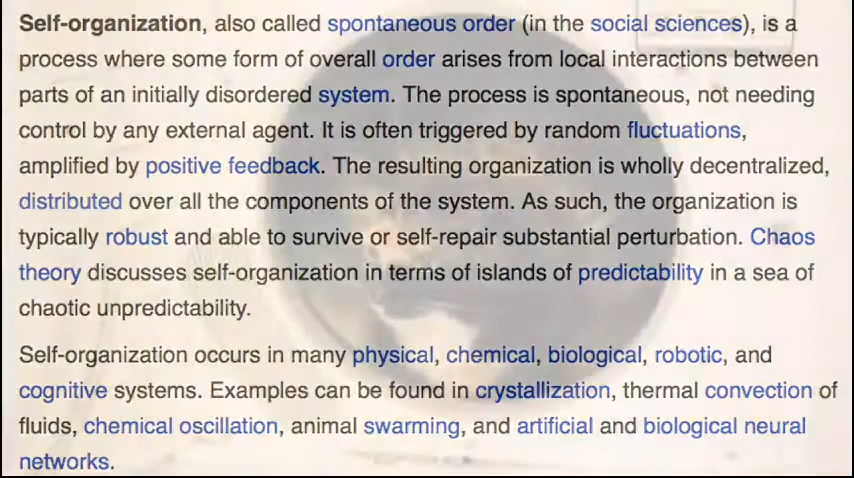 Self-organization, also called spontaneous order (in the social sciences), is a
process where some form of overall order arises from local interactions between
parts of an initially disordered system. The process is spontaneous, not needing
control by any external agent. It is often triggered by random fluctuations,
amplified by positive feedback. The resulting organization is wholly decentralized,
distributed over all the components of the system. As such, the organization is
typically robust and able to survive or self-repair substantial perturbation. Chaos
theory discusses self-organization in terms of islands of predictability in a sea of
chaotic unpredictability.
Self-organization occurs in many physical, chemical, biological, robotic, and
cognitive systems. Examples can be found in crystallization, thermal convection of
fluids, chemical oscillation, animal swarming, and artificial and biological neural
networks.